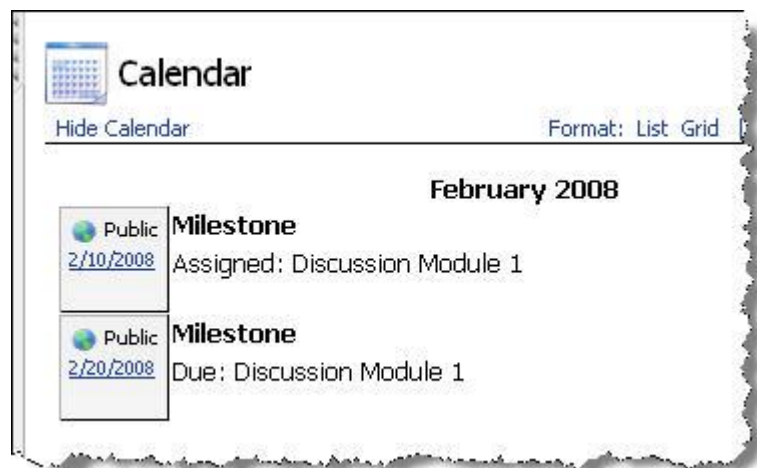 Calendar
Hide Calendar Format: List Grid
February 2008
Public Milestone
2/10/2008 Assigned: Discussion Module 1
Public Milestone
2/20/2008 Due: Discussion Module 1